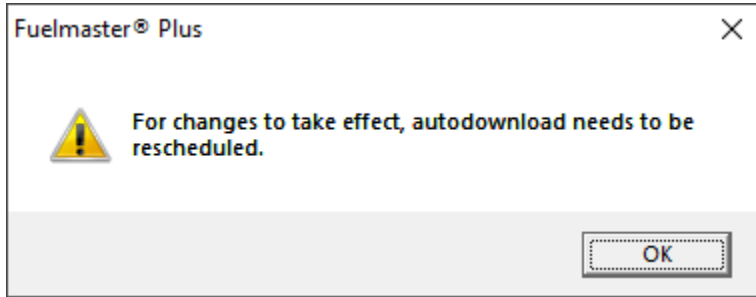 Fuelmaster® Plus
For changes to take effect, autodownload needs to be
rescheduled.
OK